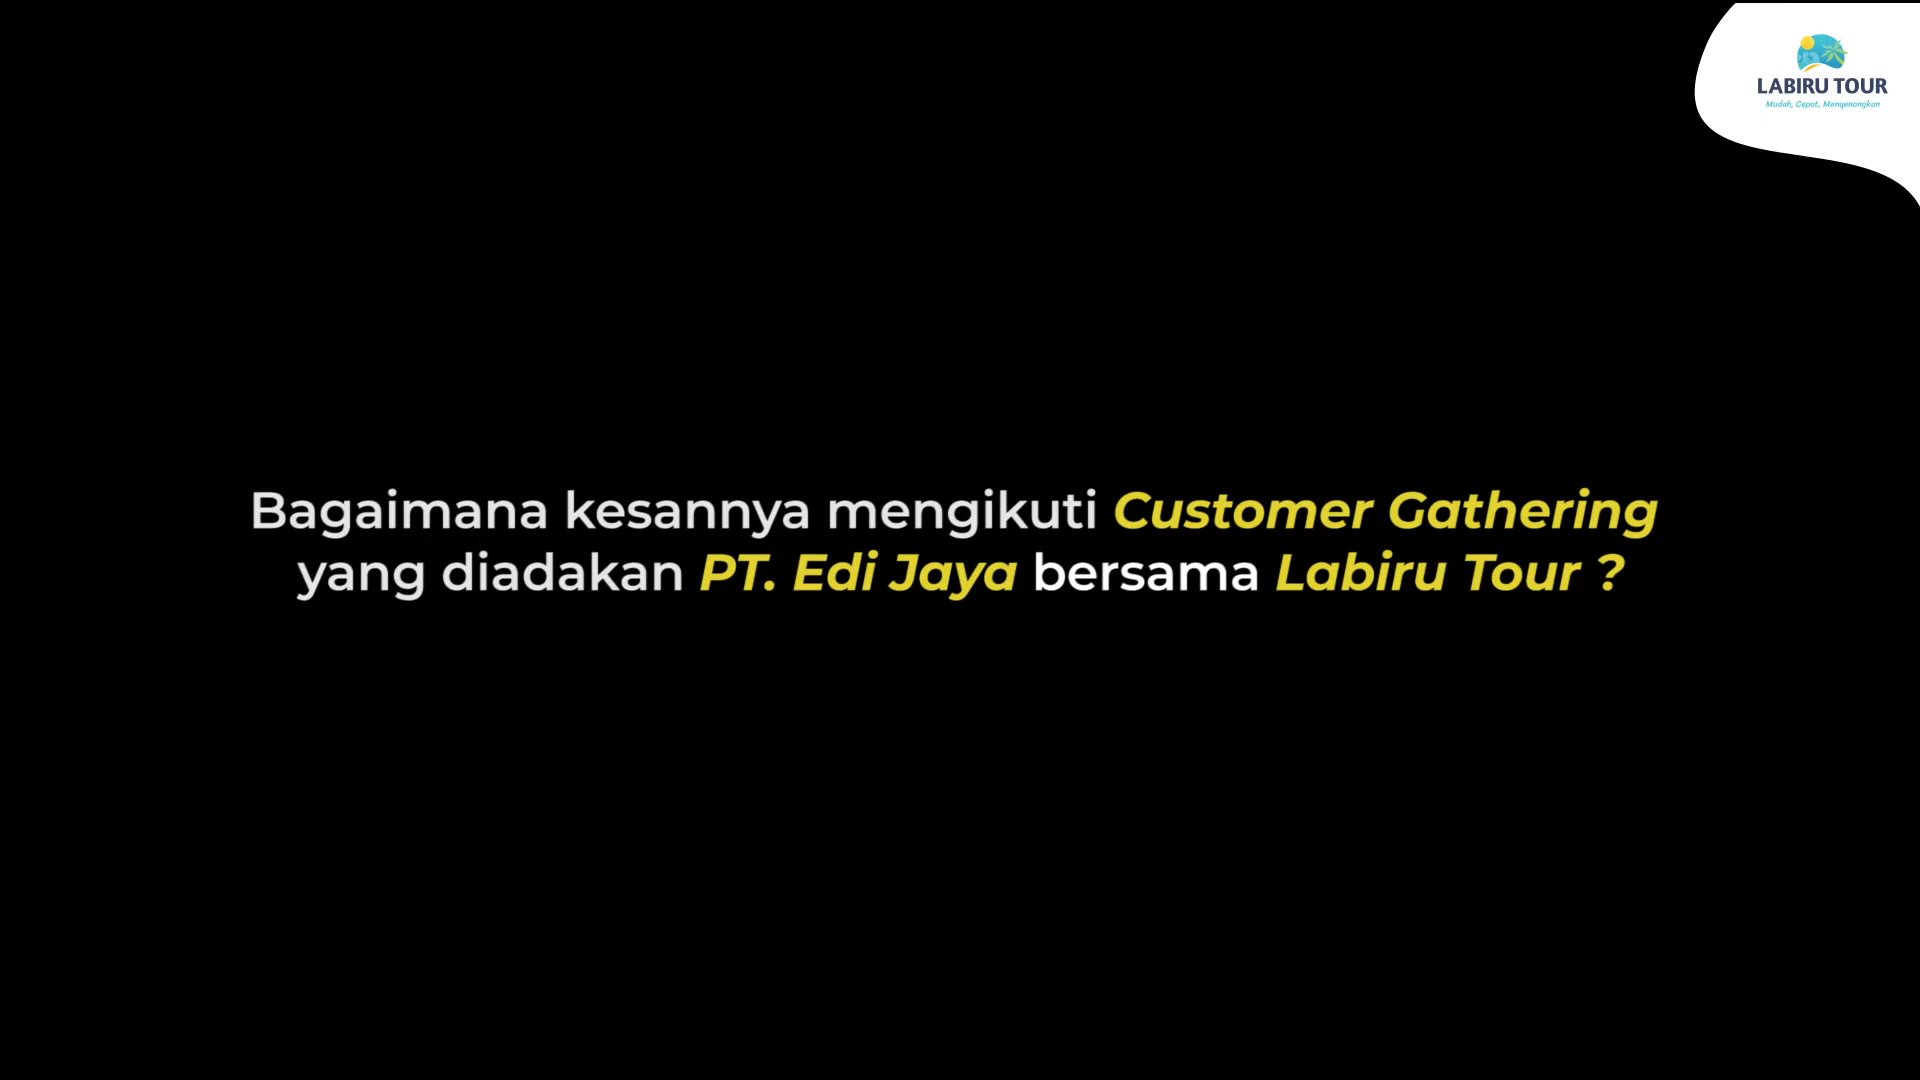 LABIRU TOUR
Mudah, Cepat, Menyenangkan
Bagaimana kesannya mengikuti Customer Gathering
yang diadakan PT. Edi Jaya bersama Labiru Tour ?